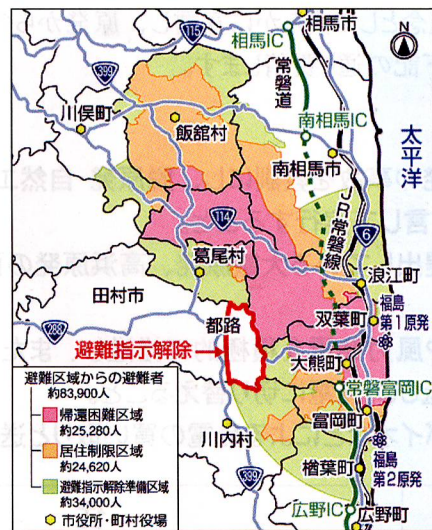 115
相馬市
相馬IC
N
399
常磐道
川俣町
飯舘村
南相馬IC
南相馬市
太平洋
JR常磐線
114
6
葛尾村
浪江町
田村市
都路
双葉町
福島
第1原発
288
避難指示解除
大熊町
常磐富岡IC
富岡町
川内村
福島
第2原発
399
楢葉町
広野IC
広野町
避難区域からの避難者
約83,900人
帰還困難区域
約25,280人
居住制限区域
約24,620人
避難指示解除準備区域
約34,000人
市役所・町村役場